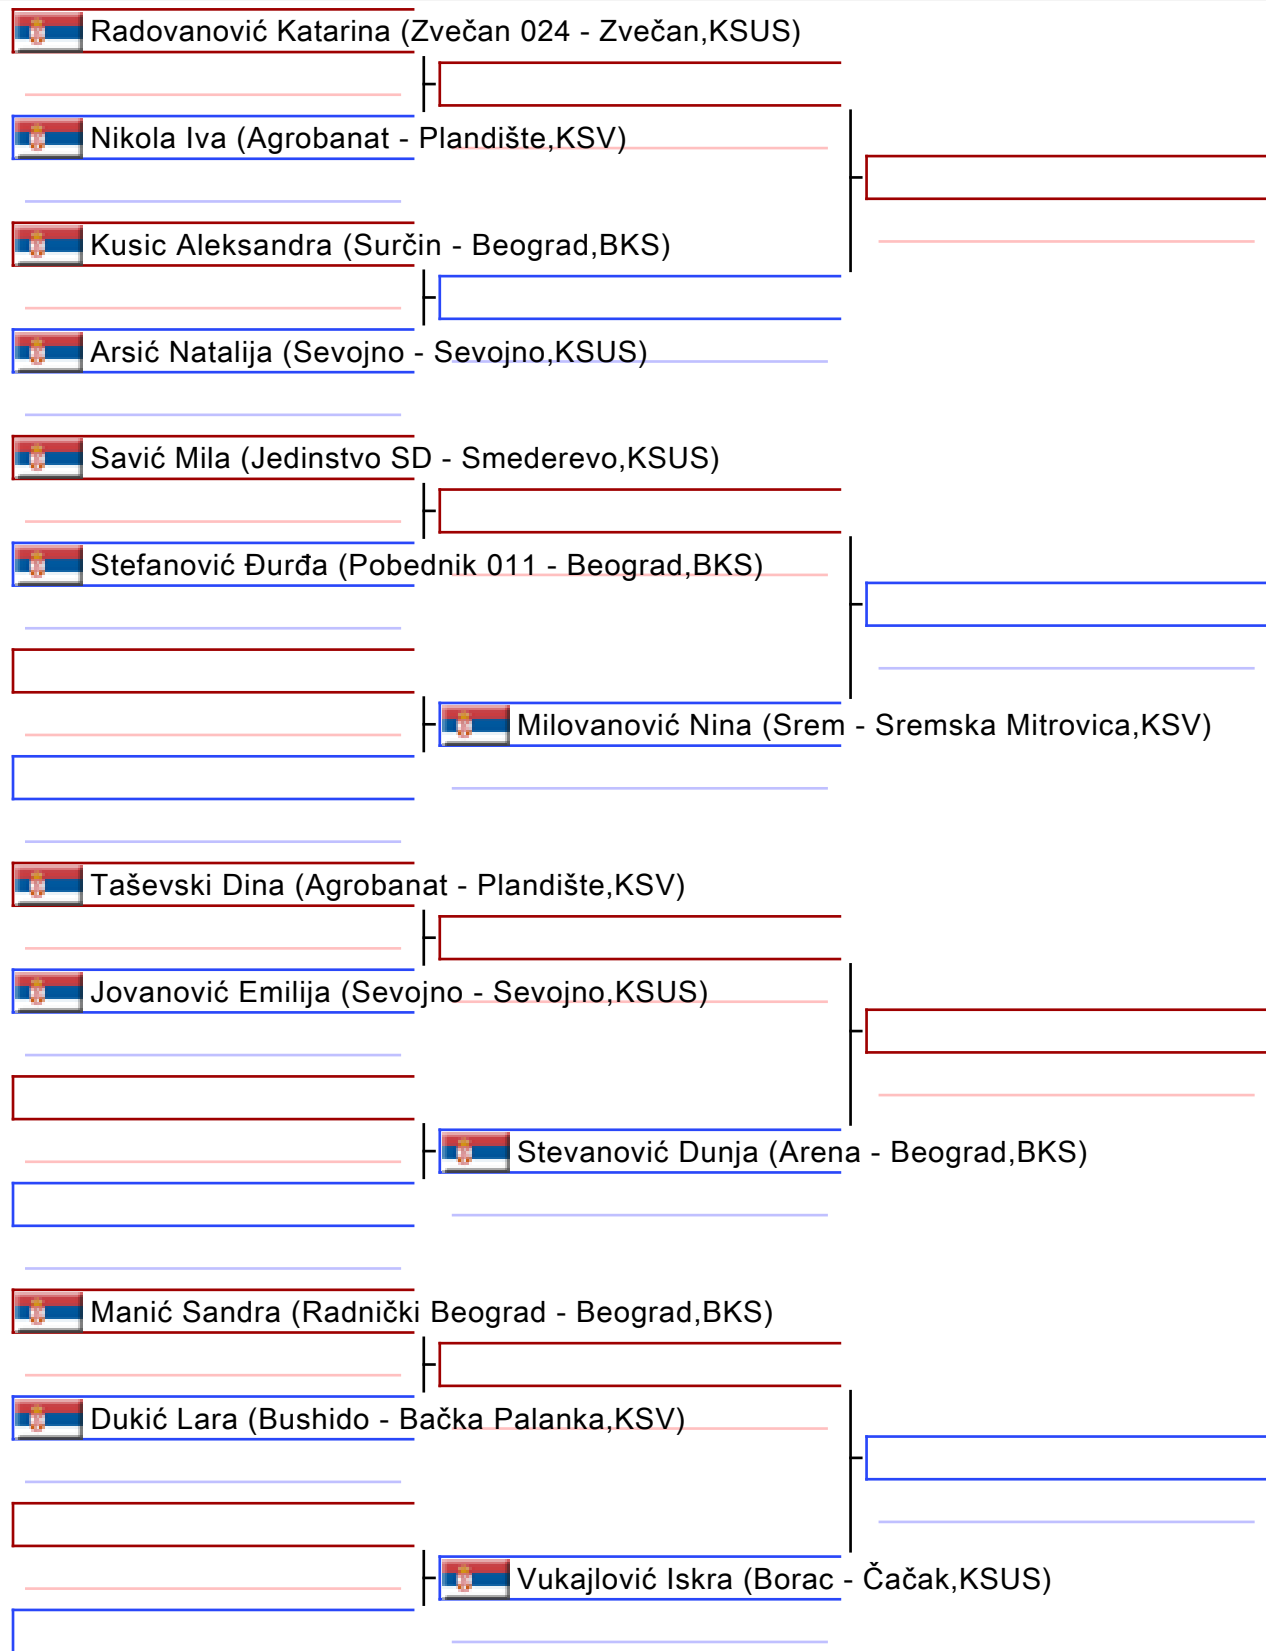 Radovanović Katarina (Zvečan 024 - Zvečan,KSUS)
Nikola Iva (Agrobanat - Plandište,KSV)
Kusic Aleksandra (Surčin - Beograd,BKS)
Arsić Natalija (Sevojno - Sevojno,KSUS)
Savić Mila (Jedinstvo SD - Smederevo,KSUS)
Stefanović Đurđa (Pobednik 011 - Beograd,BKS)
Milovanović Nina (Srem - Sremska Mitrovica,KSV)
Taševski Dina (Agrobanat - Plandište,KSV)
Jovanović Emilija (Sevojno - Sevojno,KSUS)
Stevanović Dunja (Arena - Beograd,BKS)
Manić Sandra (Radnički Beograd - Beograd,BKS)
Dukić Lara (Bushido - Bačka Palanka,KSV)
Vukajlović Iskra (Borac - Čačak,KSUS)